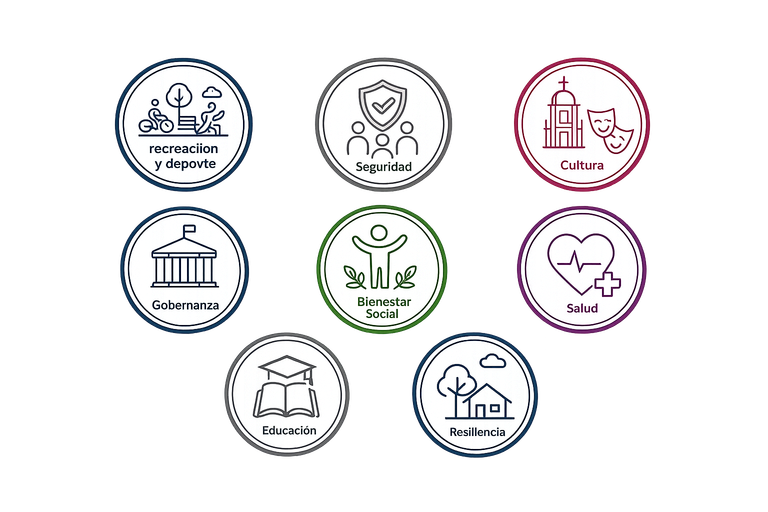 recreaciion
y depovte
Seguridad
Cultura
Gobernanza
Bienestar
Social
Salud
Educación
Resillencia